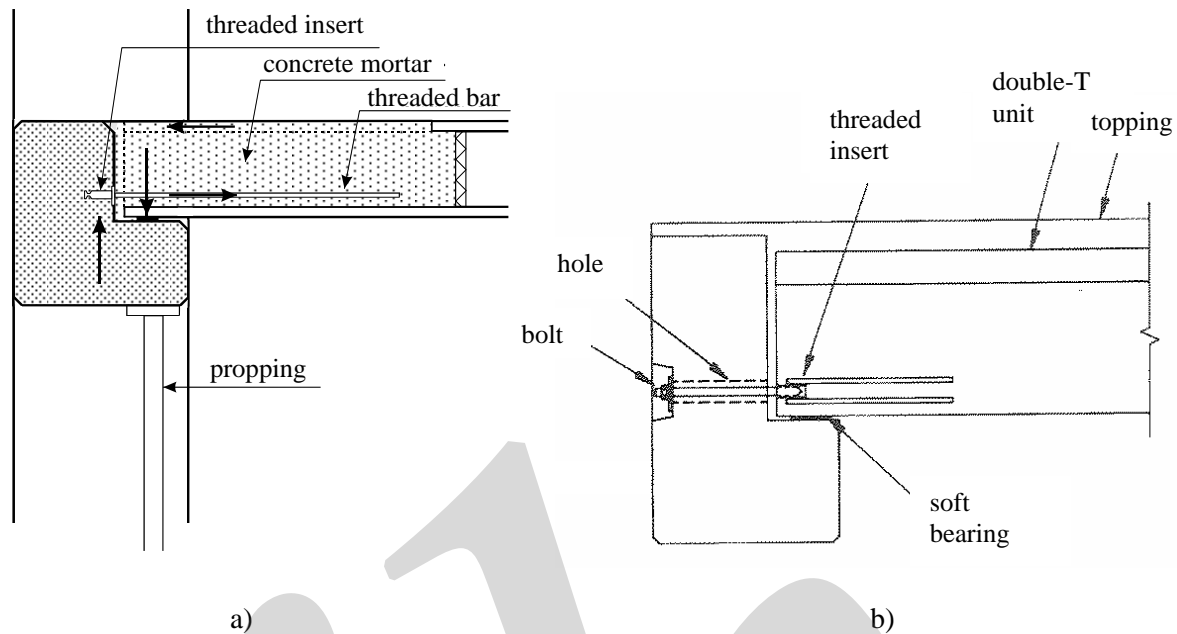 threaded insert
concrete mortar
threaded bar
propping
a)
double-T
unit
topping
threaded
insert
hole
bolt
soft
bearing
b)